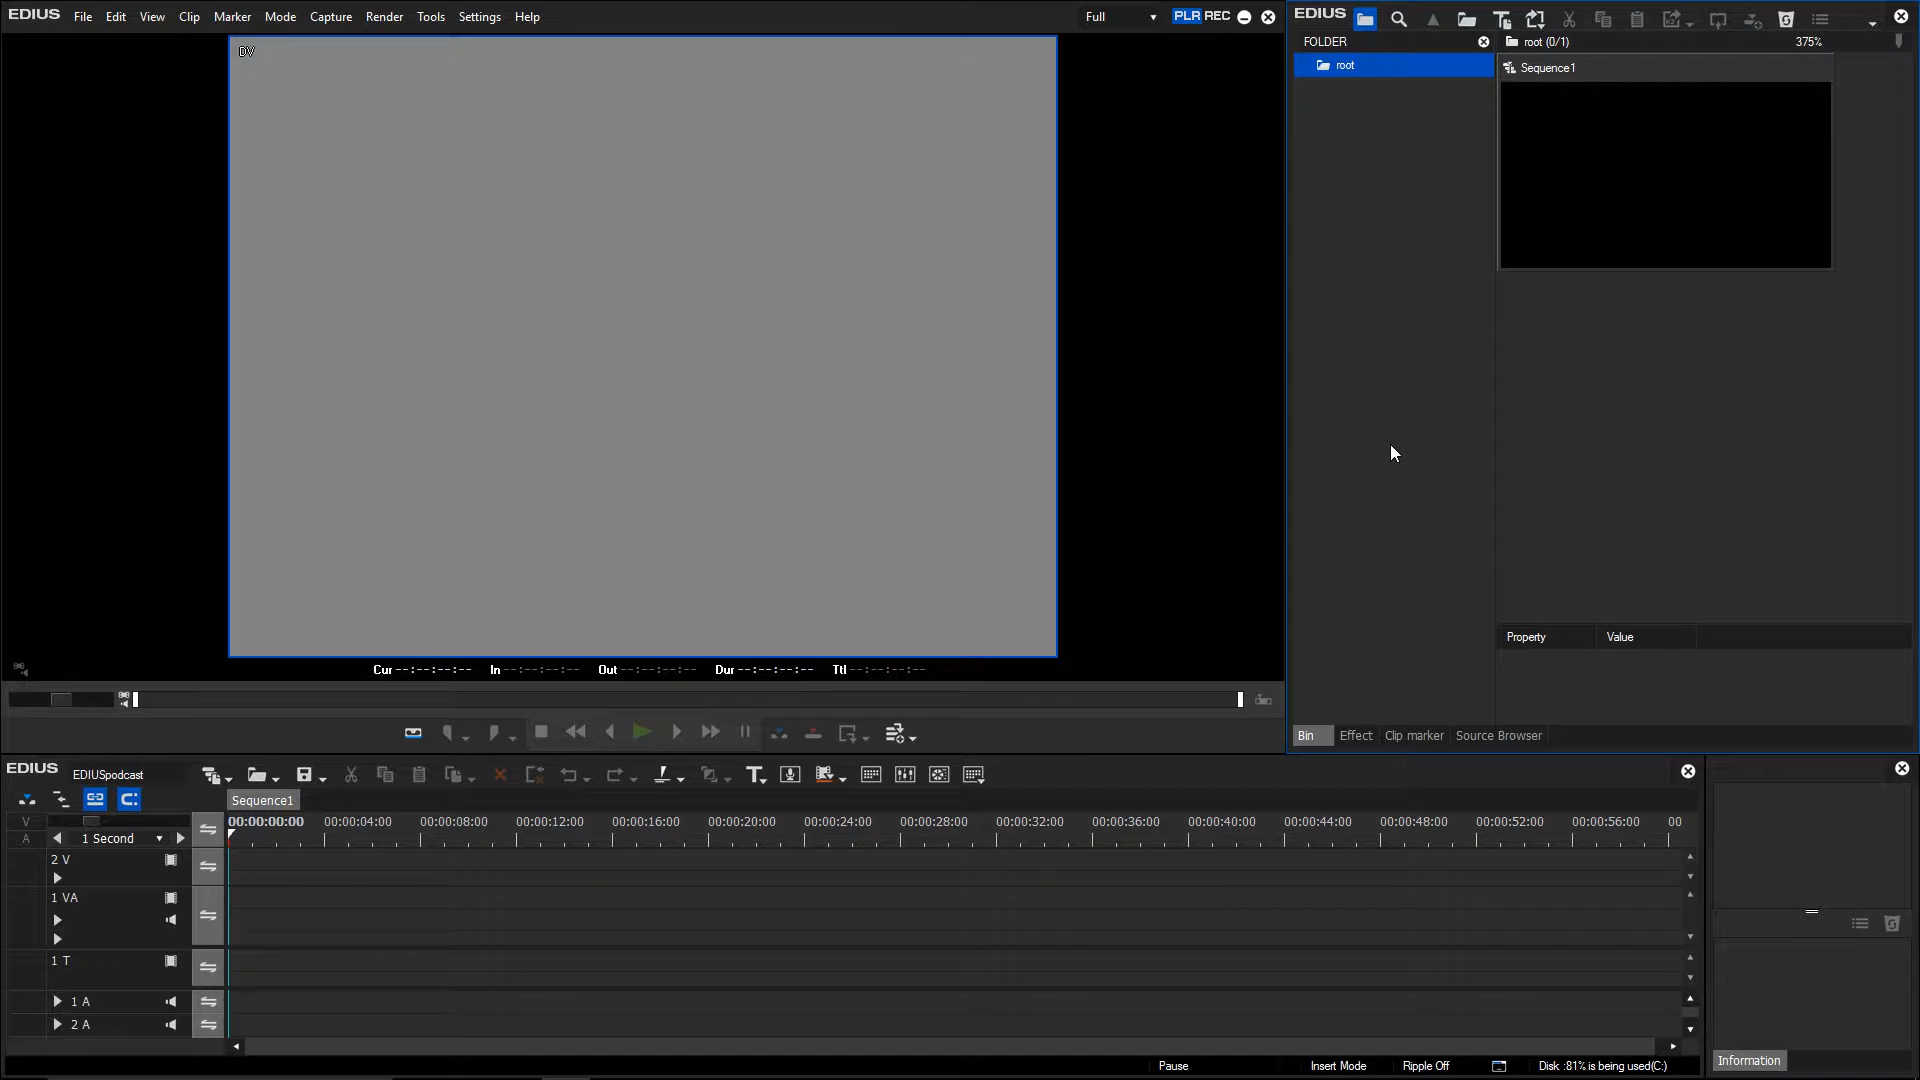 EDIUS File Edit View Clip Marker Mode Capture Render Tools Settings Help Full PLR REC
DV
Cur --:--:--:-- In --:--:--:-- Out --:--:--:-- Dur --:--:--:-- Ttl --:--:--:--
EDIUS
FOLDER
root
root (0/1) 375%
Sequence1
Property Value
Bin Effect Clip marker Source Browser
EDIUS EDIUSpodcast
Sequence1
V
A
1 Second
00:00:00:00 00:00:04:00 00:00:08:00 00:00:12:00 00:00:16:00 00:00:20:00 00:00:24:00 00:00:28:00 00:00:32:00 00:00:36:00 00:00:40:00 00:00:44:00 00:00:48:00 00:00:52:00 00:00:56:00 00
2 V
1 VA
1 T
1 A
2 A
Information
Pause Insert Mode Ripple Off Disk :81% is being used(C:)